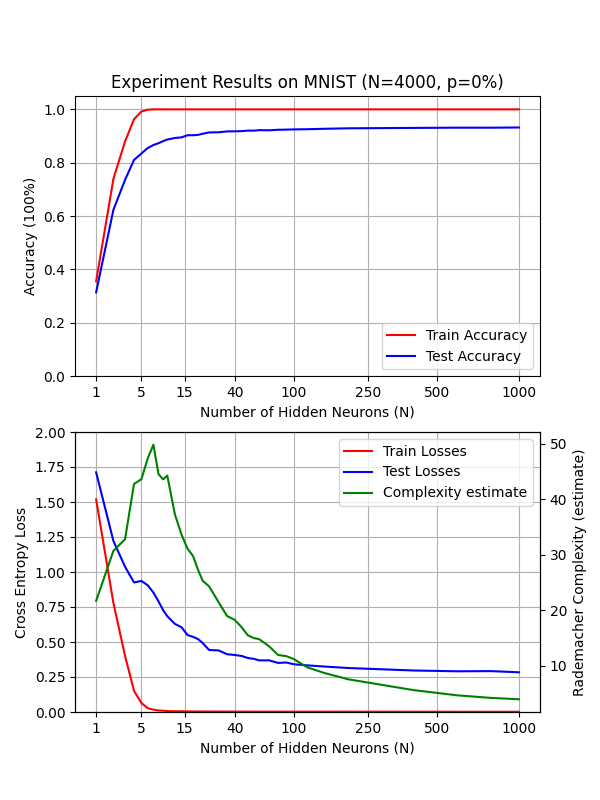 Experiment Results on MNIST (N=4000, p=0%)
Accuracy (100%)
1.0
0.8
0.6
0.4
0.2
0.0
Train Accuracy
Test Accuracy
1 5 15 40 100 250 500 1000
Number of Hidden Neurons (N)
Cross Entropy Loss
2.00
1.75
1.50
1.25
1.00
0.75
0.50
0.25
0.00
Train Losses
Test Losses
Complexity estimate
50
40
30
20
10
Rademacher Complexity (estimate)
1 5 15 40 100 250 500 1000
Number of Hidden Neurons (N)